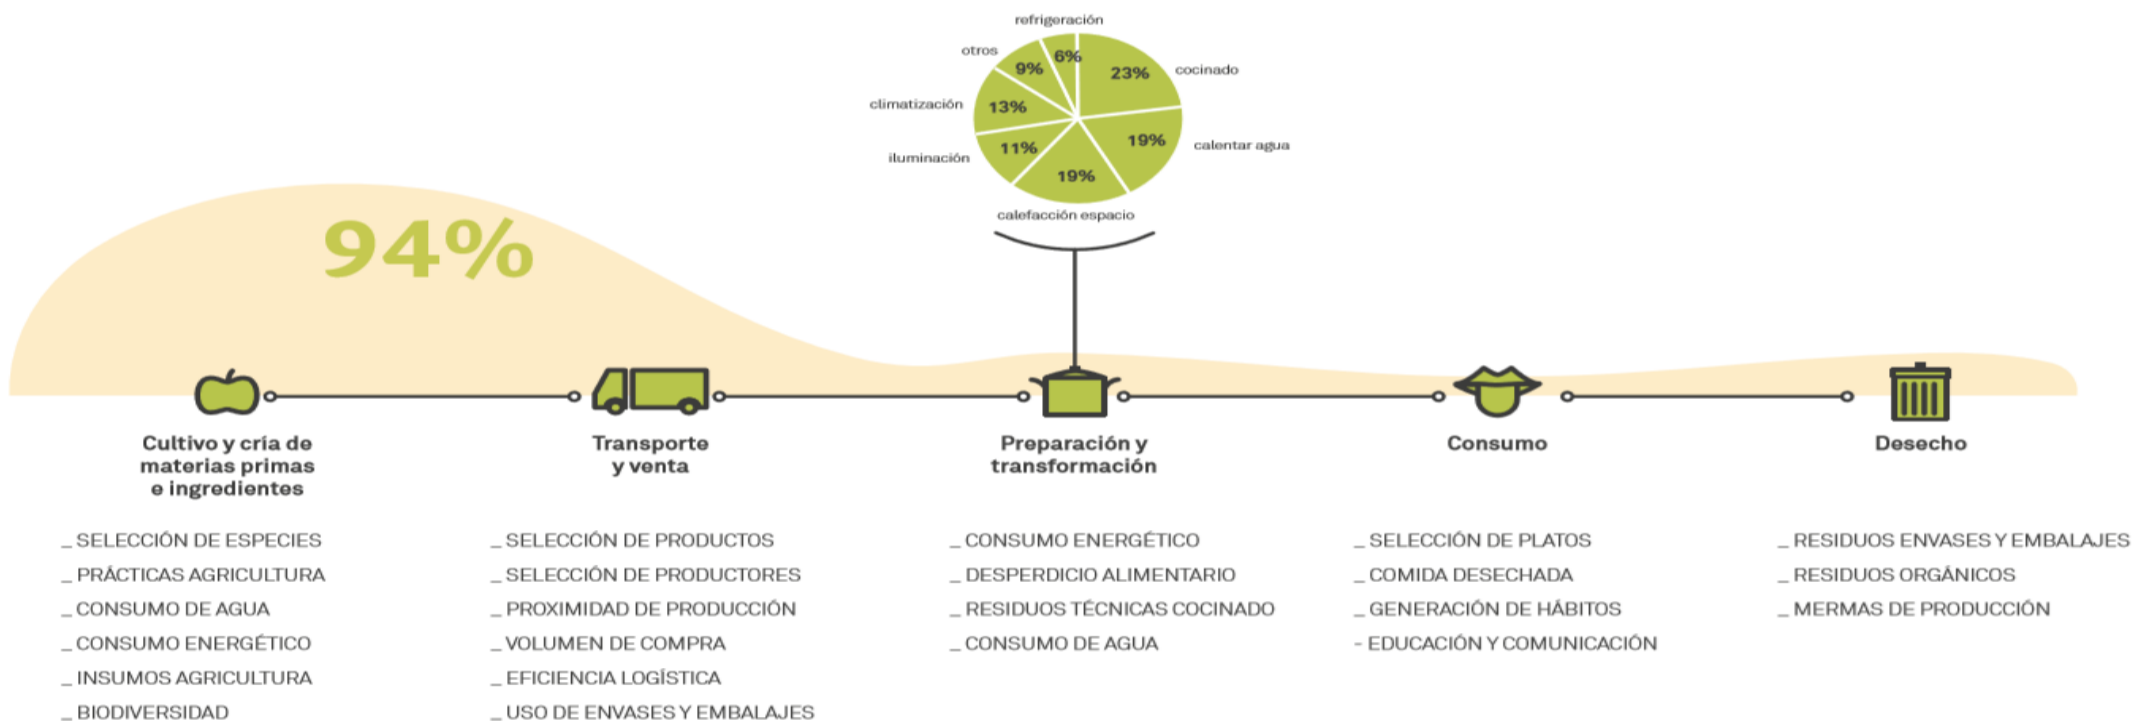 refrigeración
otros
6%
9%
23%
cocinado
climatización
13%
19%
calentar agua
iluminación
11%
19%
calefacción espacio
94%
Cultivo y cría de
materias primas
e ingredientes
Transporte
y venta
Preparación y
transformación
Consumo
Desecho
_ SELECCIÓN DE ESPECIES
_ PRÁCTICAS AGRICULTURA
_ CONSUMO DE AGUA
_ CONSUMO ENERGÉTICO
_ INSUMOS AGRICULTURA
_ BIODIVERSIDAD
_ SELECCIÓN DE PRODUCTOS
_ SELECCIÓN DE PRODUCTORES
_ PROXIMIDAD DE PRODUCCIÓN
_ VOLUMEN DE COMPRA
_ EFICIENCIA LOGÍSTICA
_ USO DE ENVASES Y EMBALAJES
_ CONSUMO ENERGÉTICO
_ DESPERDICIO ALIMENTARIO
_ RESIDUOS TÉCNICAS COCINADO
_ CONSUMO DE AGUA
_ SELECCIÓN DE PLATOS
_ COMIDA DESECHADA
_ GENERACIÓN DE HÁBITOS
- EDUCACIÓN Y COMUNICACIÓN
_ RESIDUOS ENVASES Y EMBALAJES
_ RESIDUOS ORGÁNICOS
_ MERMAS DE PRODUCCIÓN